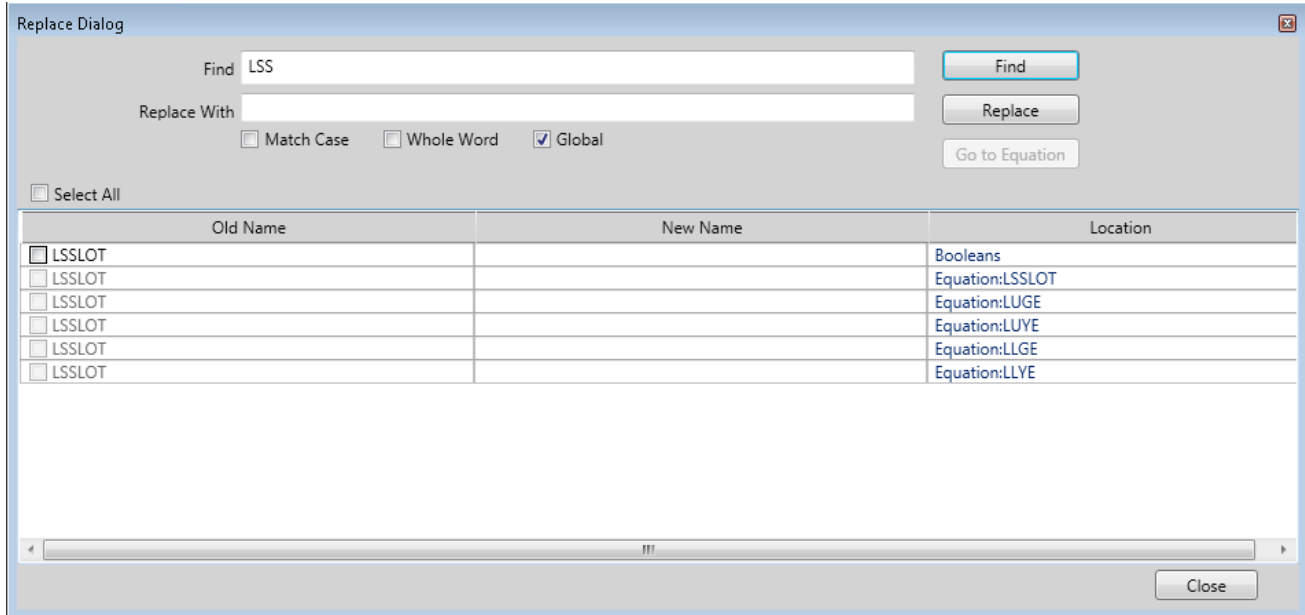 Replace Dialog
Find LSS Find
Replace With Replace
Match Case Whole Word Global
Go to Equation
Select All
Old Name New Name Location
LSSLOT Booleans
LSSLOT Equation:LSSLOT
LSSLOT Equation:LUGE
LSSLOT Equation:LUYE
LSSLOT Equation:LLGE
LSSLOT Equation:LLYE
Close